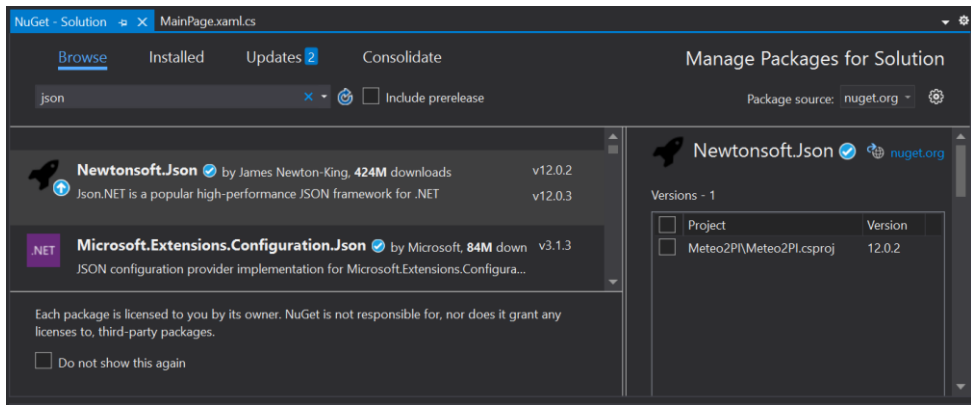 NuGet - Solution MainPage.xaml.cs
Browse Installed Updates 2 Consolidate Manage Packages for Solution
json Include prerelease Package source: nuget.org
Newtonsoft.Json by James Newton-King, 424M downloads v12.0.2
Json.NET is a popular high-performance JSON framework for .NET v12.0.3
.NET Microsoft.Extensions.Configuration.Json by Microsoft, 84M down v3.1.3
JSON configuration provider implementation for Microsoft.Extensions.Configura...
Each package is licensed to you by its owner. NuGet is not responsible for, nor does it grant any
licenses to, third-party packages.
Do not show this again
Newtonsoft.Json nuget.org
Versions - 1
Project Version
Meteo2PI\Meteo2PI.csproj 12.0.2